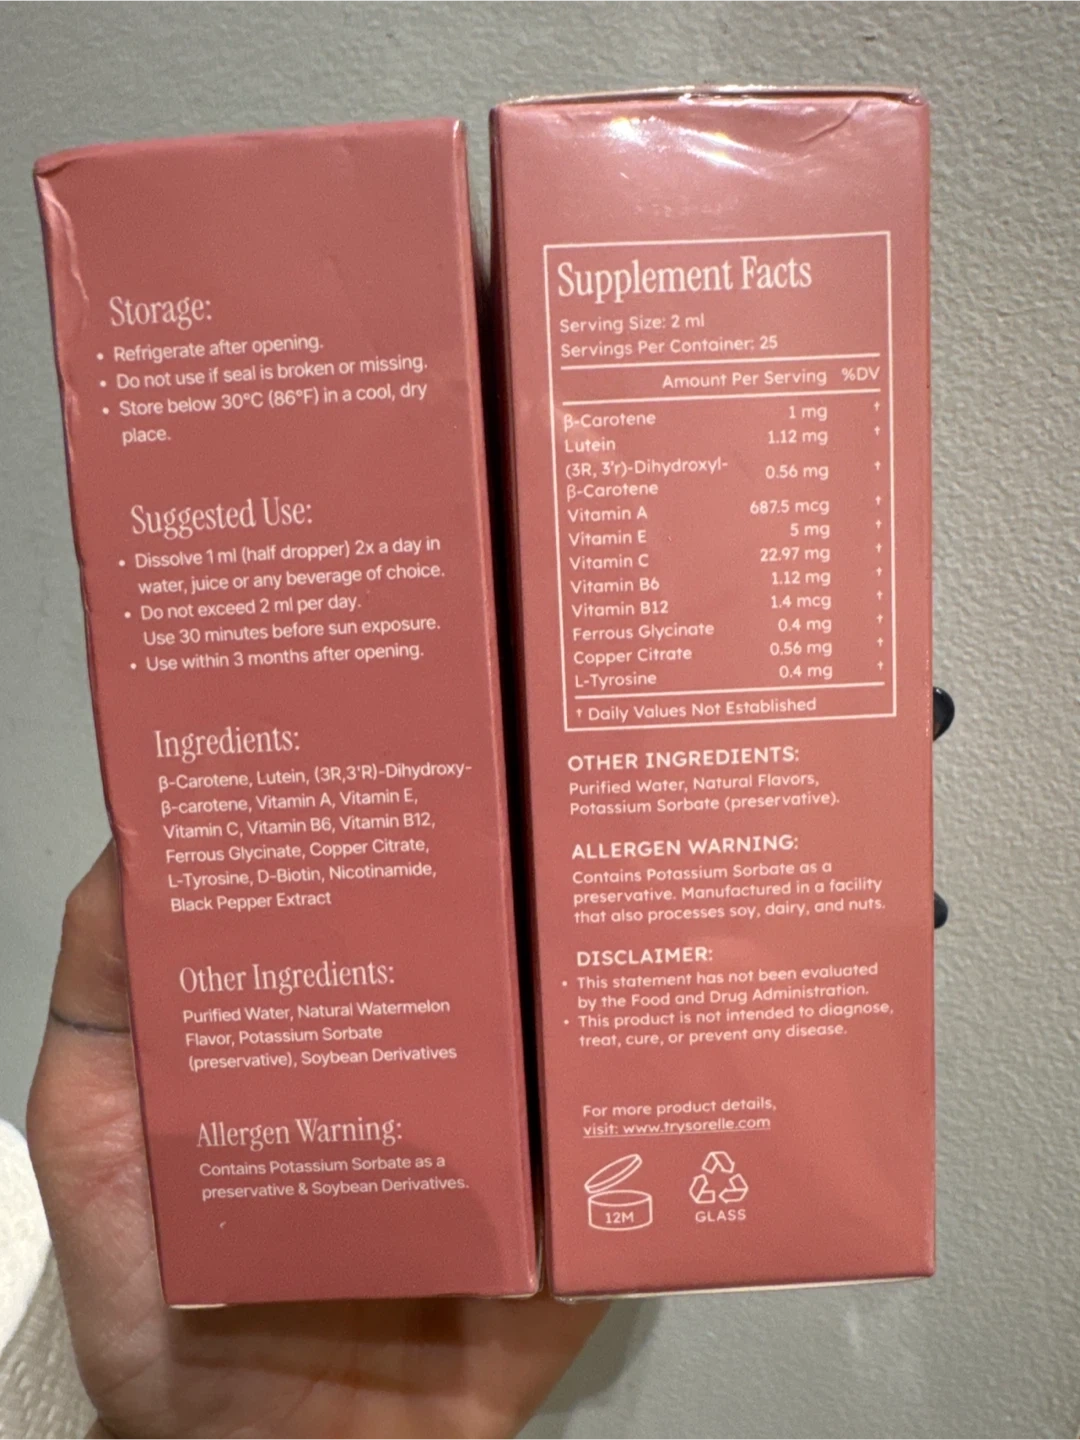 Storage:
• Refrigerate after opening.
• Do not use if seal is broken or missing.
• Store below 30°C (86°F) in a cool, dry
place.
Suggested Use:
• Dissolve 1 ml (half dropper) 2x a day in
water, juice or any beverage of choice.
• Do not exceed 2 ml per day.
Use 30 minutes before sun exposure.
• Use within 3 months after opening.
Ingredients:
β-Carotene, Lutein, (3R,3'R)-Dihydroxy-
β-carotene, Vitamin A, Vitamin E,
Vitamin C, Vitamin B6, Vitamin B12,
Ferrous Glycinate, Copper Citrate,
L-Tyrosine, D-Biotin, Nicotinamide,
Black Pepper Extract
Other Ingredients:
Purified Water, Natural Watermelon
Flavor, Potassium Sorbate
(preservative), Soybean Derivatives
Allergen Warning:
Contains Potassium Sorbate as a
preservative & Soybean Derivatives.
Supplement Facts
Serving Size: 2 ml
Servings Per Container: 25
Amount Per Serving %DV
β-Carotene 1 mg †
Lutein 1.12 mg †
(3R, 3'r)-Dihydroxyl-
β-Carotene 0.56 mg †
Vitamin A 687.5 mcg †
Vitamin E 5 mg †
Vitamin C 22.97 mg †
Vitamin B6 1.12 mg †
Vitamin B12 1.4 mcg †
Ferrous Glycinate 0.4 mg †
Copper Citrate 0.56 mg †
L-Tyrosine 0.4 mg †
† Daily Values Not Established
OTHER INGREDIENTS:
Purified Water, Natural Flavors,
Potassium Sorbate (preservative).
ALLERGEN WARNING:
Contains Potassium Sorbate as a
preservative. Manufactured in a facility
that also processes soy, dairy, and nuts.
DISCLAIMER:
• This statement has not been evaluated
by the Food and Drug Administration.
• This product is not intended to diagnose,
treat, cure, or prevent any disease.
For more product details,
visit: www.trysorelle.com
12M
GLASS